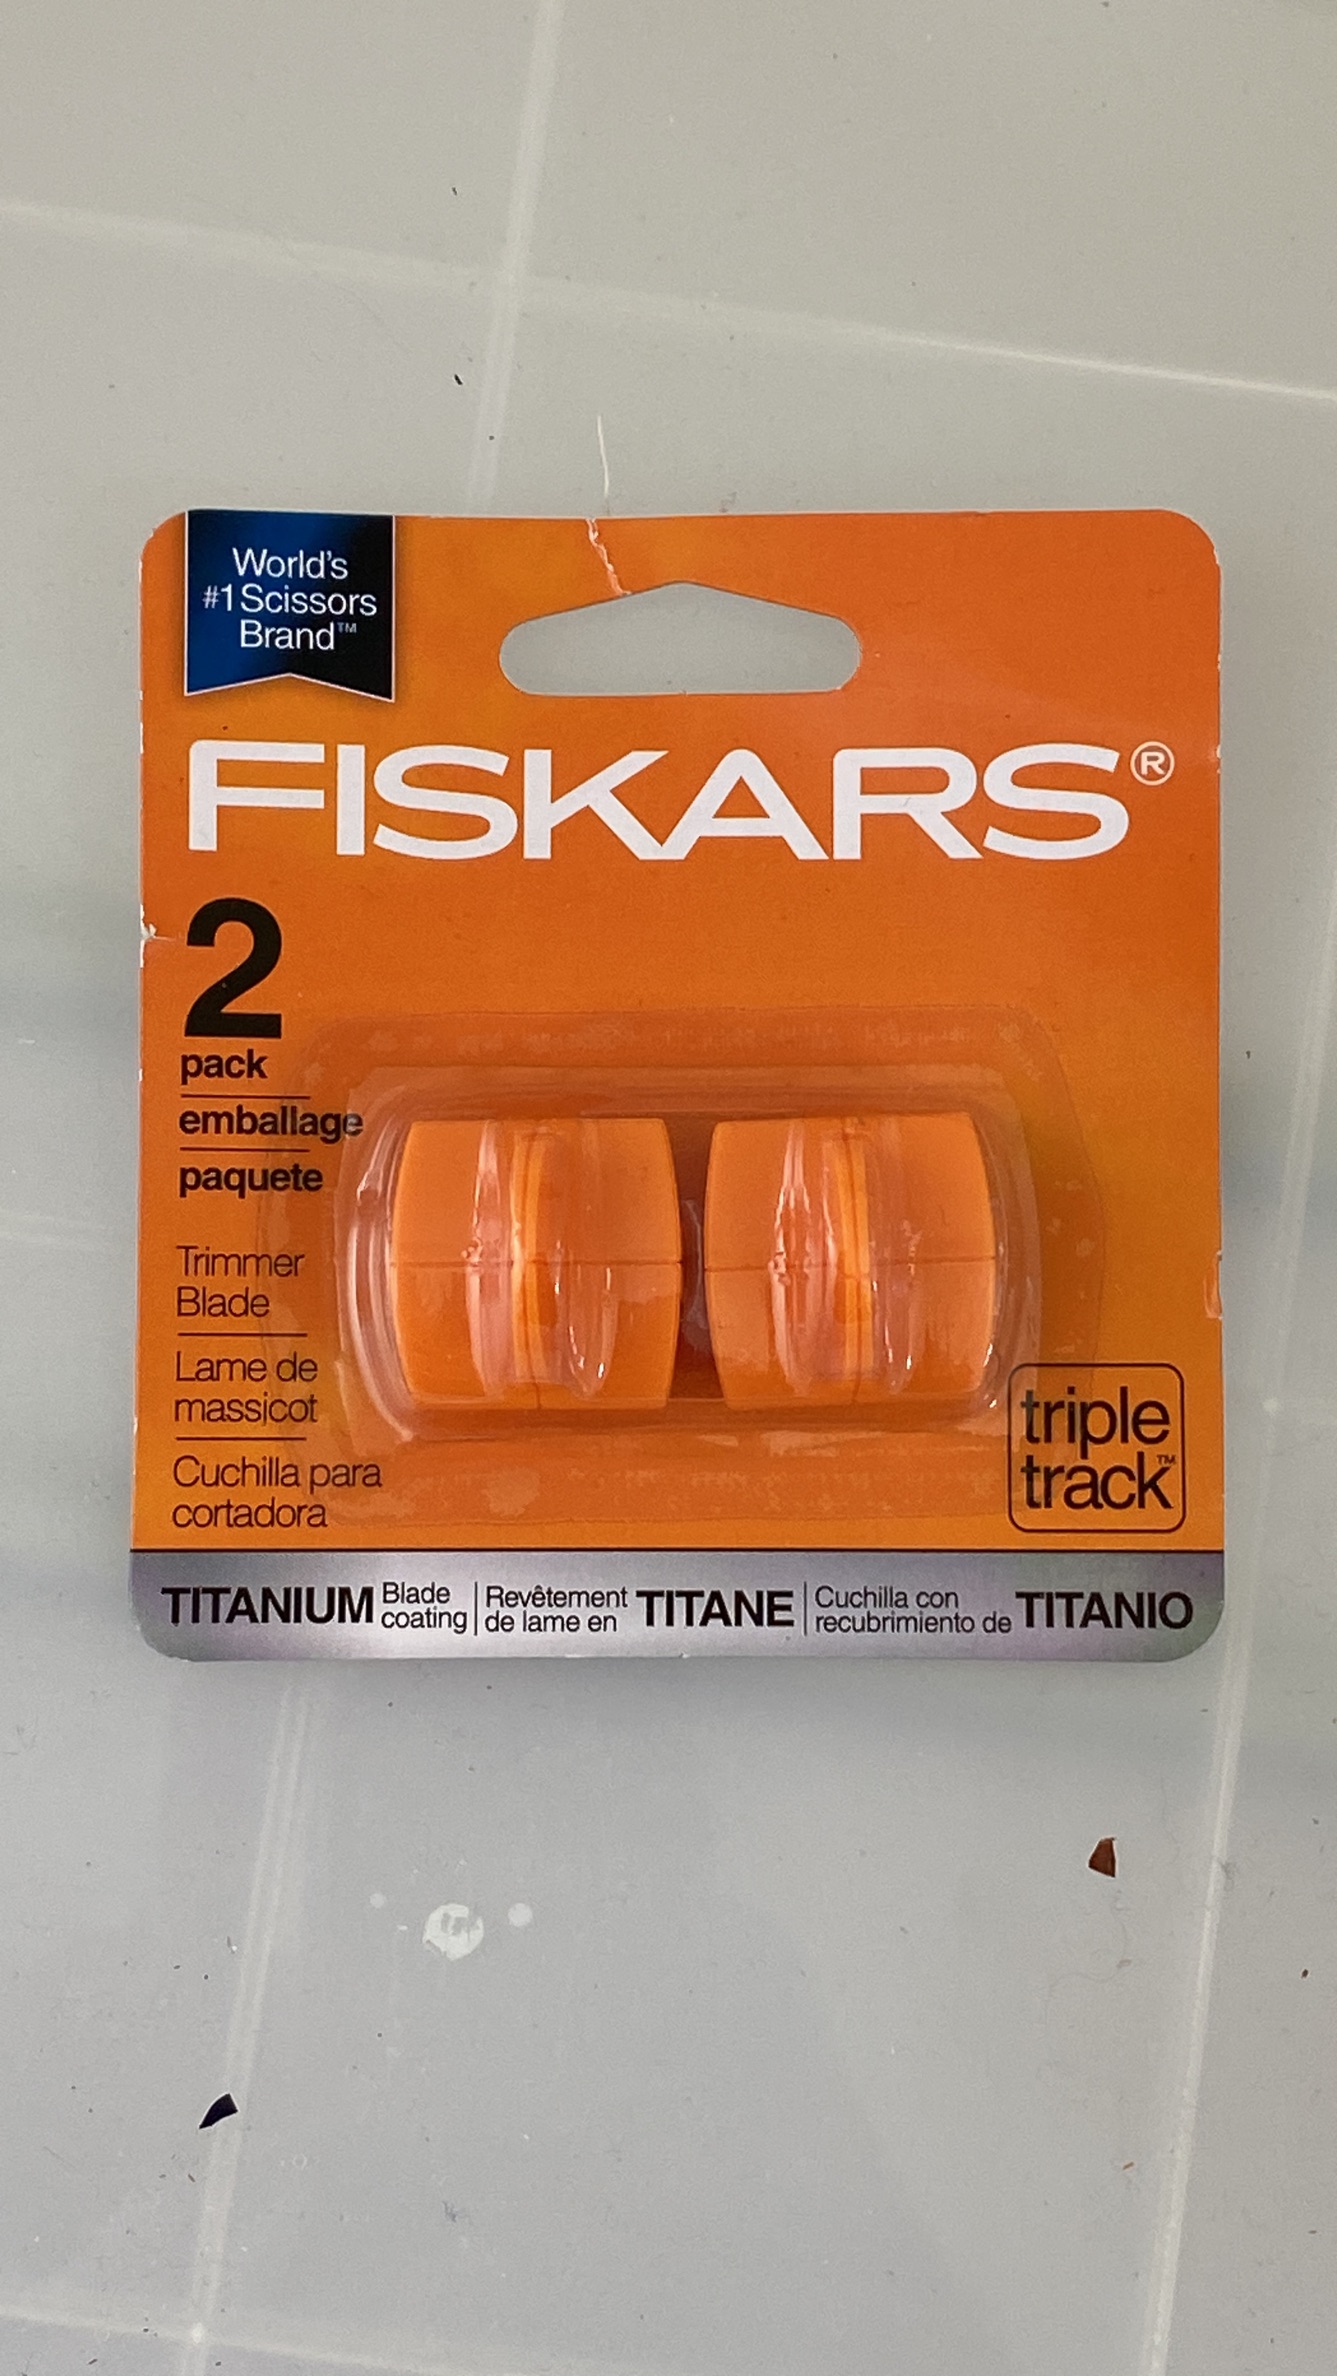 World's
#1 Scissors
Brand™
FISKARS®
2
pack
emballage
paquete
Trimmer
Blade
Lame de
massicot
Cuchilla para
cortadora
triple
track™
TITANIUM Blade coating | Revêtement de lame en TITANE | Cuchilla con recubrimiento de TITANIO